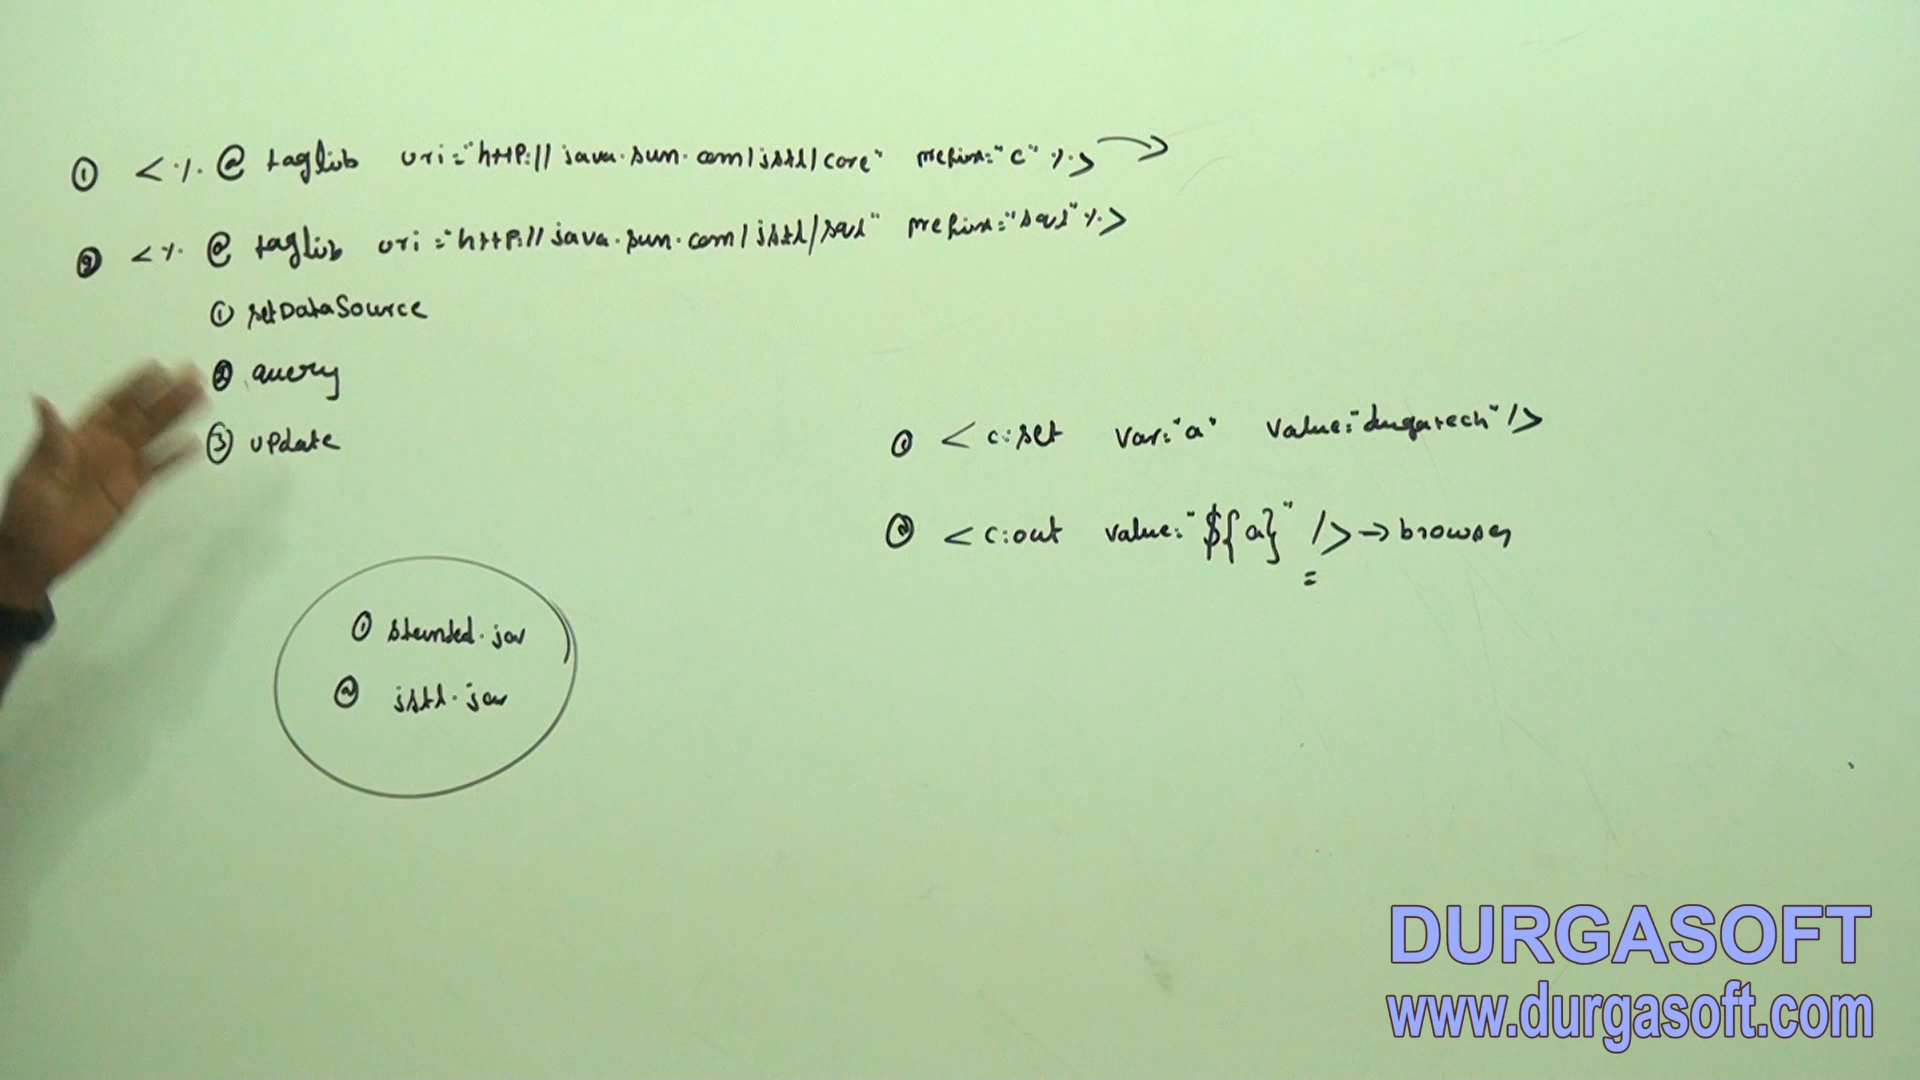 ① <%@ taglib uri="http://java.sun.com/jstl/core" prefix="c" %>
② <%@ taglib uri="http://java.sun.com/jstl/sql" prefix="sql" %>
① setDataSource
② query
③ update
① <c:set var="a" value="durgatech" />
② <c:out value="${a}" /> → browser
① standed.jar
② jstl.jar
DURGASOFT
www.durgasoft.com